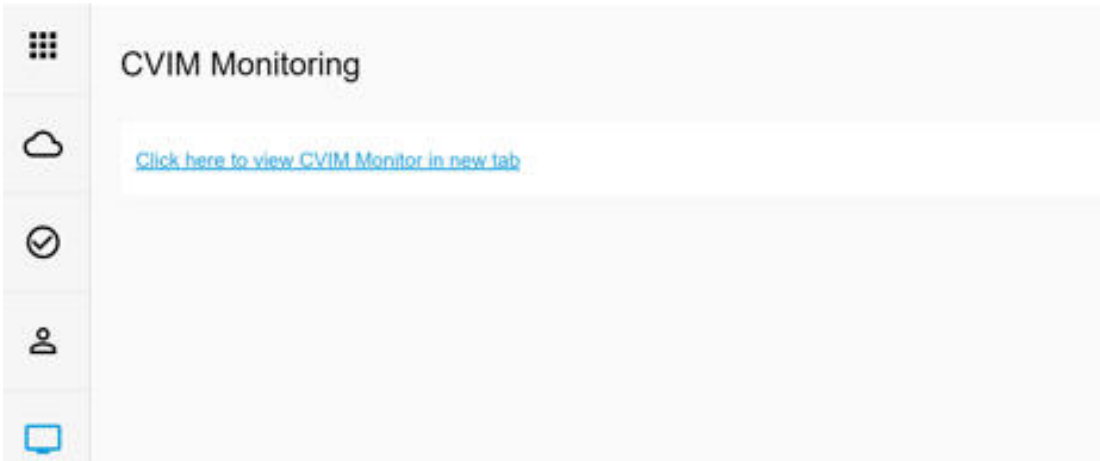 CVIM Monitoring
Click here to view CVIM Monitor in new tab